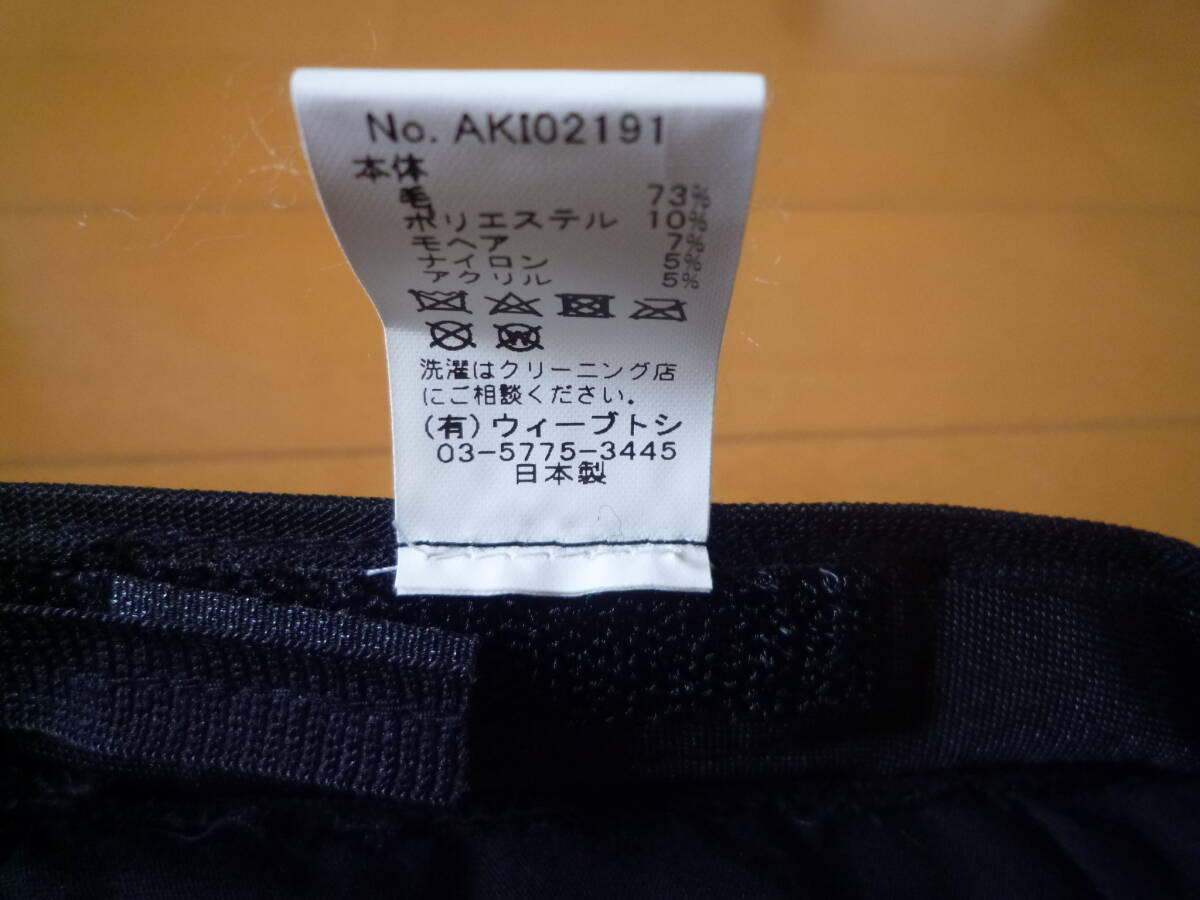 No. AKI02191
本体
毛 73%
ポリエステル 10%
モヘア 7%
ナイロン 5%
アクリル 5%
W
洗濯はクリーニング店
にご相談ください。
(有)ウィーブトシ
03-5775-3445
日本製